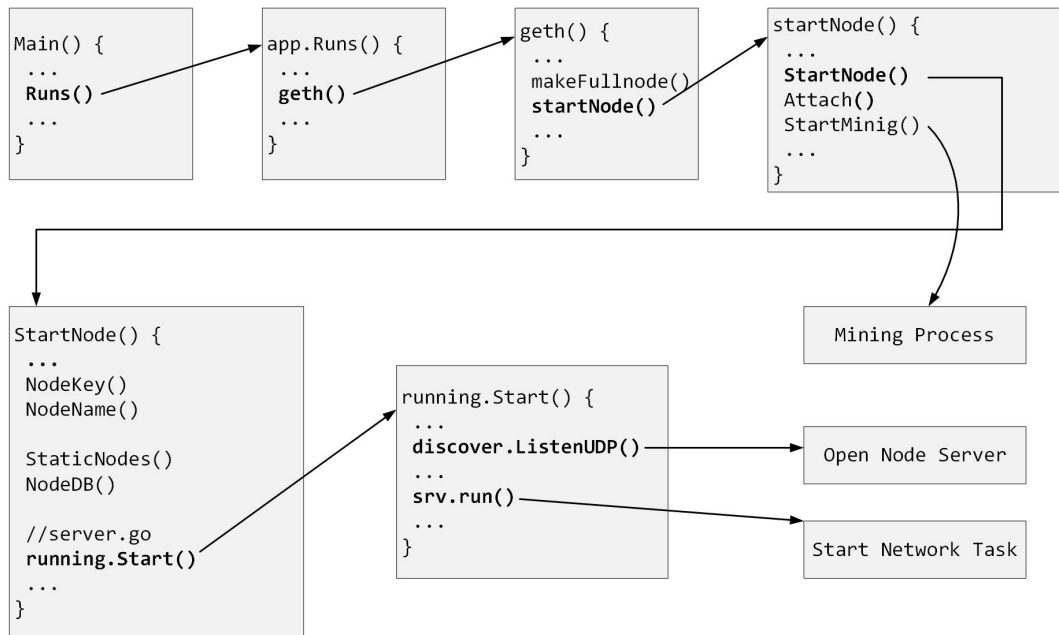 Main() {
...
Runs()
...
}
app.Runs() {
...
geth()
...
}
geth() {
...
makeFullnode()
startNode()
...
}
startNode() {
...
StartNode()
Attach()
StartMinig()
...
}
StartNode() {
...
NodeKey()
NodeName()
StaticNodes()
NodeDB()
//server.go
running.Start()
...
}
running.Start() {
...
discover.ListenUDP()
...
srv.run()
...
}
Mining Process
Open Node Server
Start Network Task